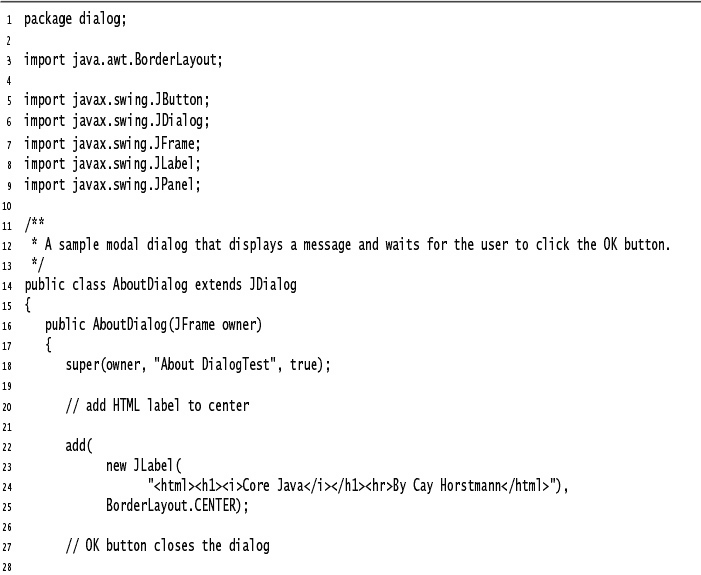 1 package dialog;
2
3 import java.awt.BorderLayout;
4
5 import javax.swing.JButton;
6 import javax.swing.JDialog;
7 import javax.swing.JFrame;
8 import javax.swing.JLabel;
9 import javax.swing.JPanel;
10
11 /**
12  * A sample modal dialog that displays a message and waits for the user to click the OK button.
13  */
14 public class AboutDialog extends JDialog
15 {
16    public AboutDialog(JFrame owner)
17    {
18       super(owner, "About DialogTest", true);
19
20       // add HTML label to center
21
22       add(
23             new JLabel(
24                   "<html><h1><i>Core Java</i></h1><hr>By Cay Horstmann</html>"),
25             BorderLayout.CENTER);
26
27       // OK button closes the dialog
28